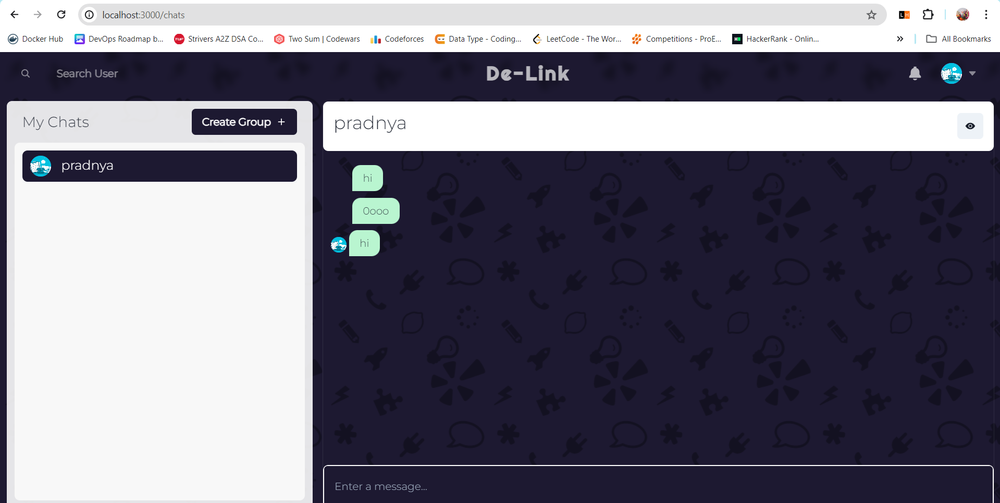 localhost:3000/chats
Docker Hub DevOps Roadmap b... Strivers A2Z DSA Co... Two Sum | Codewars Codeforces Data Type - Coding,... LeetCode - The Wor... Competitions - ProE... HackerRank - Onlin... » All Bookmarks
Search User De-Link
My Chats Create Group +
pradnya
pradnya
hi
0ooo
hi
Enter a message...